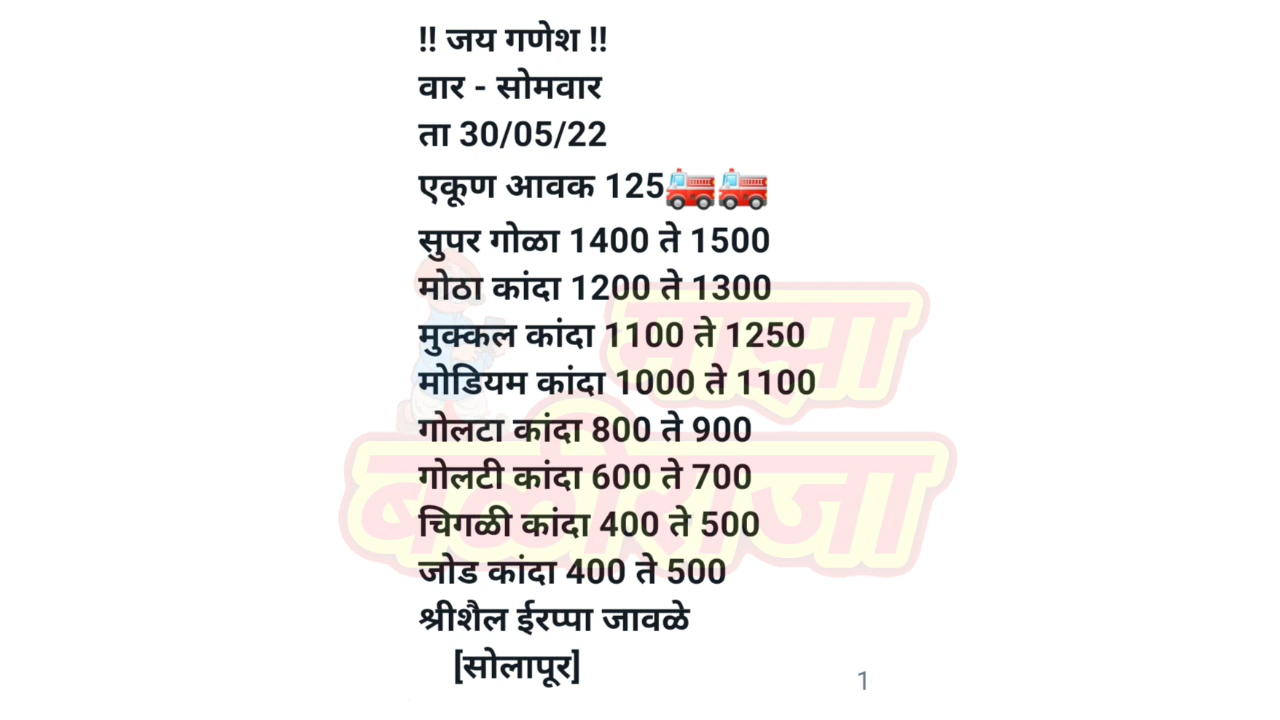 !! जय गणेश !!
वार - सोमवार
ता 30/05/22
एकूण आवक 125🚒🚒
सुपर गोळा 1400 ते 1500
मोठा कांदा 1200 ते 1300
मुक्कल कांदा 1100 ते 1250
मोडियम कांदा 1000 ते 1100
गोलटा कांदा 800 ते 900
गोलटी कांदा 600 ते 700
चिगळी कांदा 400 ते 500
जोड कांदा 400 ते 500
श्रीशैल ईरप्पा जावळे
[सोलापूर]
1
माझा
बळीराजा